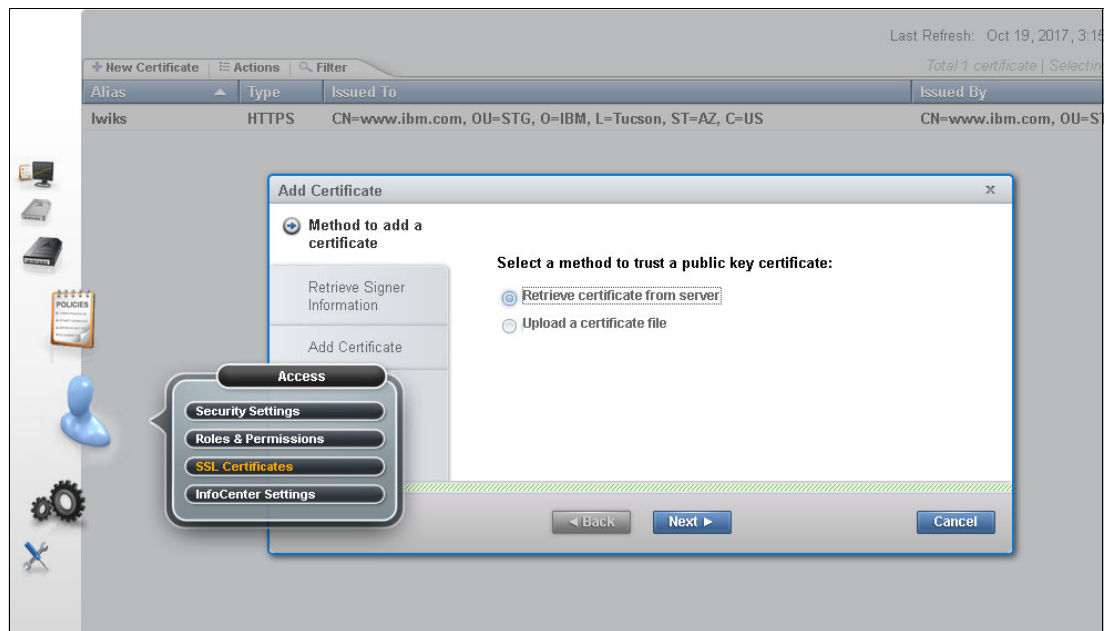 Last Refresh: Oct 19, 2017, 3:15
New Certificate Actions Filter
Total 1 certificate | Selectin
Alias Type Issued To Issued By
lwiks HTTPS CN=www.ibm.com, OU=STG, O=IBM, L=Tucson, ST=AZ, C=US CN=www.ibm.com, OU=ST
Add Certificate x
Method to add a
certificate
Select a method to trust a public key certificate:
Retrieve certificate from server
Upload a certificate file
Retrieve Signer
Information
Add Certificate
POLICIES
Access
Security Settings
Roles & Permissions
SSL Certificates
InfoCenter Settings
Back Next Cancel